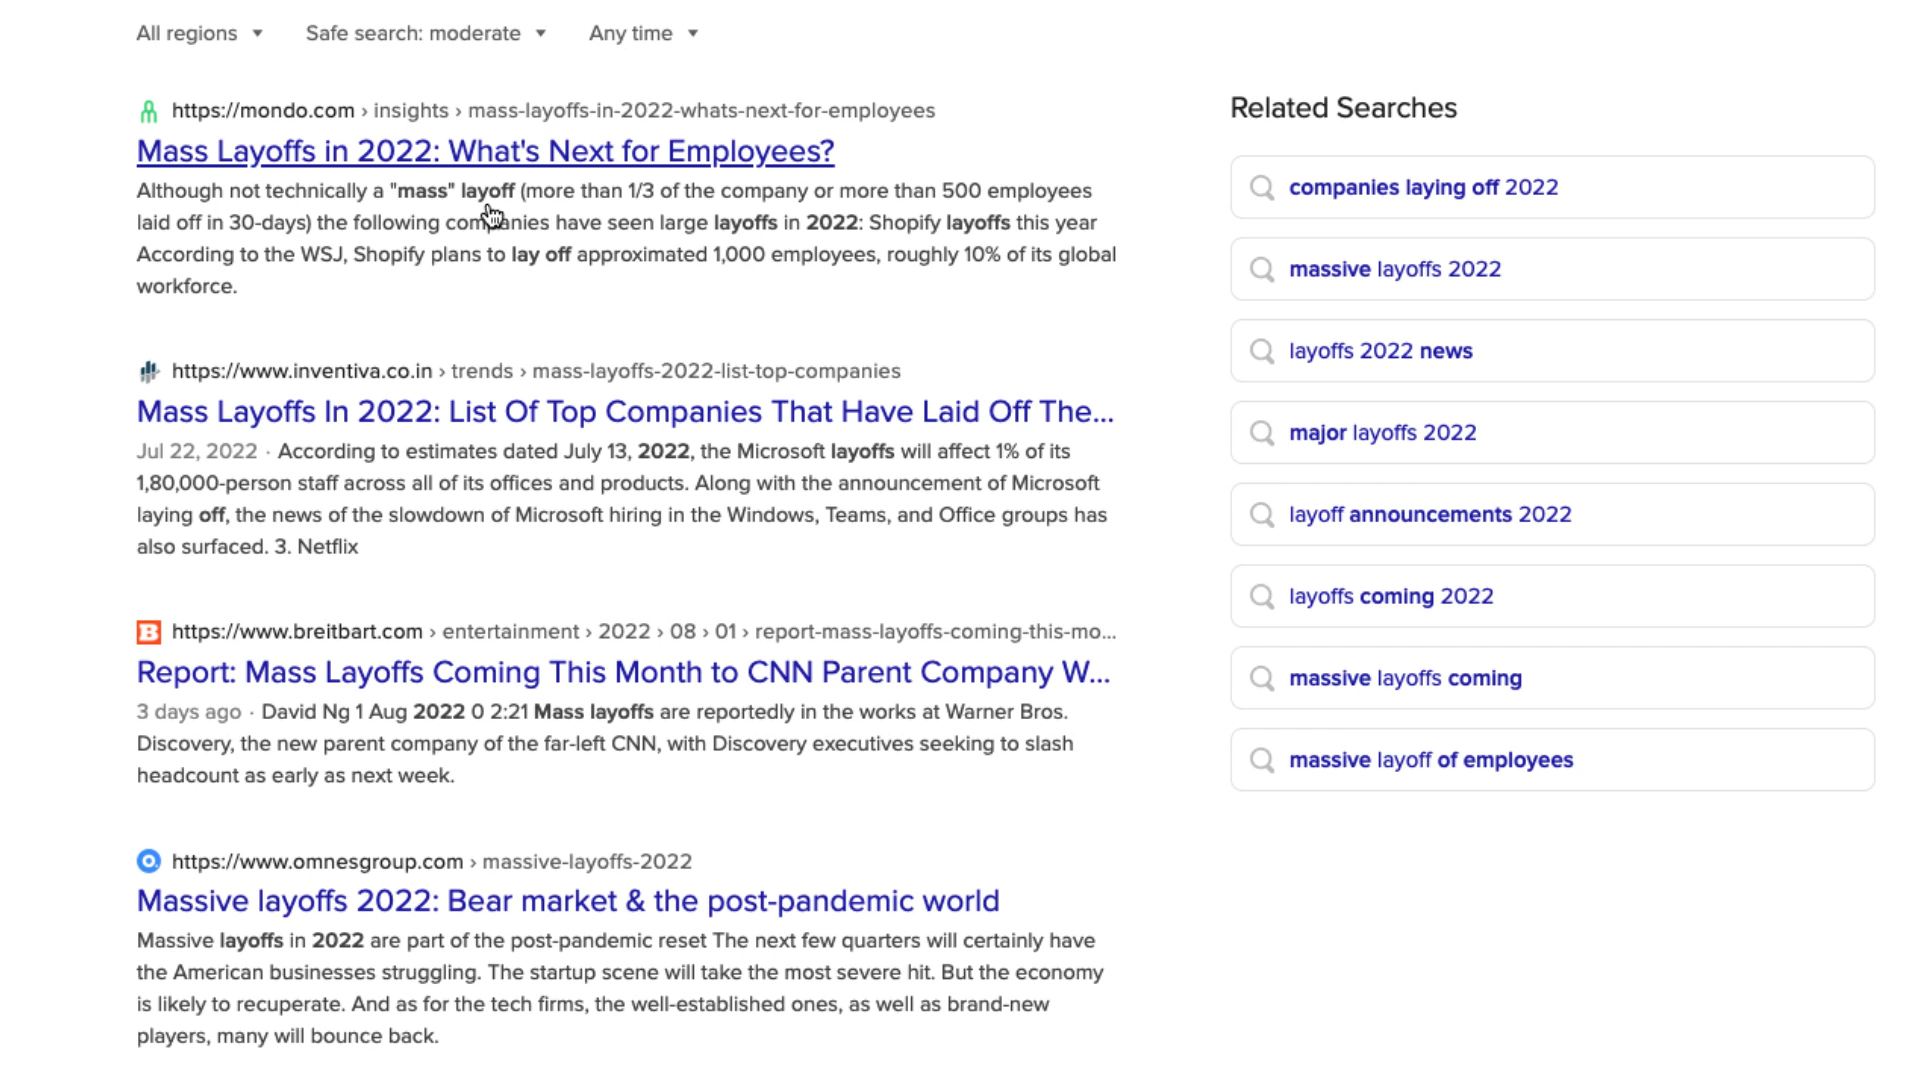 All regions
Safe search: moderate
Any time
https://mondo.com › insights › mass-layoffs-in-2022-whats-next-for-employees
Mass Layoffs in 2022: What's Next for Employees?
Although not technically a "mass" layoff (more than 1/3 of the company or more than 500 employees
laid off in 30-days) the following companies have seen large layoffs in 2022: Shopify layoffs this year
According to the WSJ, Shopify plans to lay off approximated 1,000 employees, roughly 10% of its global
workforce.
https://www.inventiva.co.in › trends › mass-layoffs-2022-list-top-companies
Mass Layoffs In 2022: List Of Top Companies That Have Laid Off The...
Jul 22, 2022 · According to estimates dated July 13, 2022, the Microsoft layoffs will affect 1% of its
1,80,000-person staff across all of its offices and products. Along with the announcement of Microsoft
laying off, the news of the slowdown of Microsoft hiring in the Windows, Teams, and Office groups has
also surfaced. 3. Netflix
B https://www.breitbart.com › entertainment › 2022 › 08 › 01 › report-mass-layoffs-coming-this-mo...
Report: Mass Layoffs Coming This Month to CNN Parent Company W...
3 days ago · David Ng 1 Aug 2022 0 2:21 Mass layoffs are reportedly in the works at Warner Bros.
Discovery, the new parent company of the far-left CNN, with Discovery executives seeking to slash
headcount as early as next week.
https://www.omnesgroup.com › massive-layoffs-2022
Massive layoffs 2022: Bear market & the post-pandemic world
Massive layoffs in 2022 are part of the post-pandemic reset The next few quarters will certainly have
the American businesses struggling. The startup scene will take the most severe hit. But the economy
is likely to recuperate. And as for the tech firms, the well-established ones, as well as brand-new
players, many will bounce back.
Related Searches
companies laying off 2022
massive layoffs 2022
layoffs 2022 news
major layoffs 2022
layoff announcements 2022
layoffs coming 2022
massive layoffs coming
massive layoff of employees